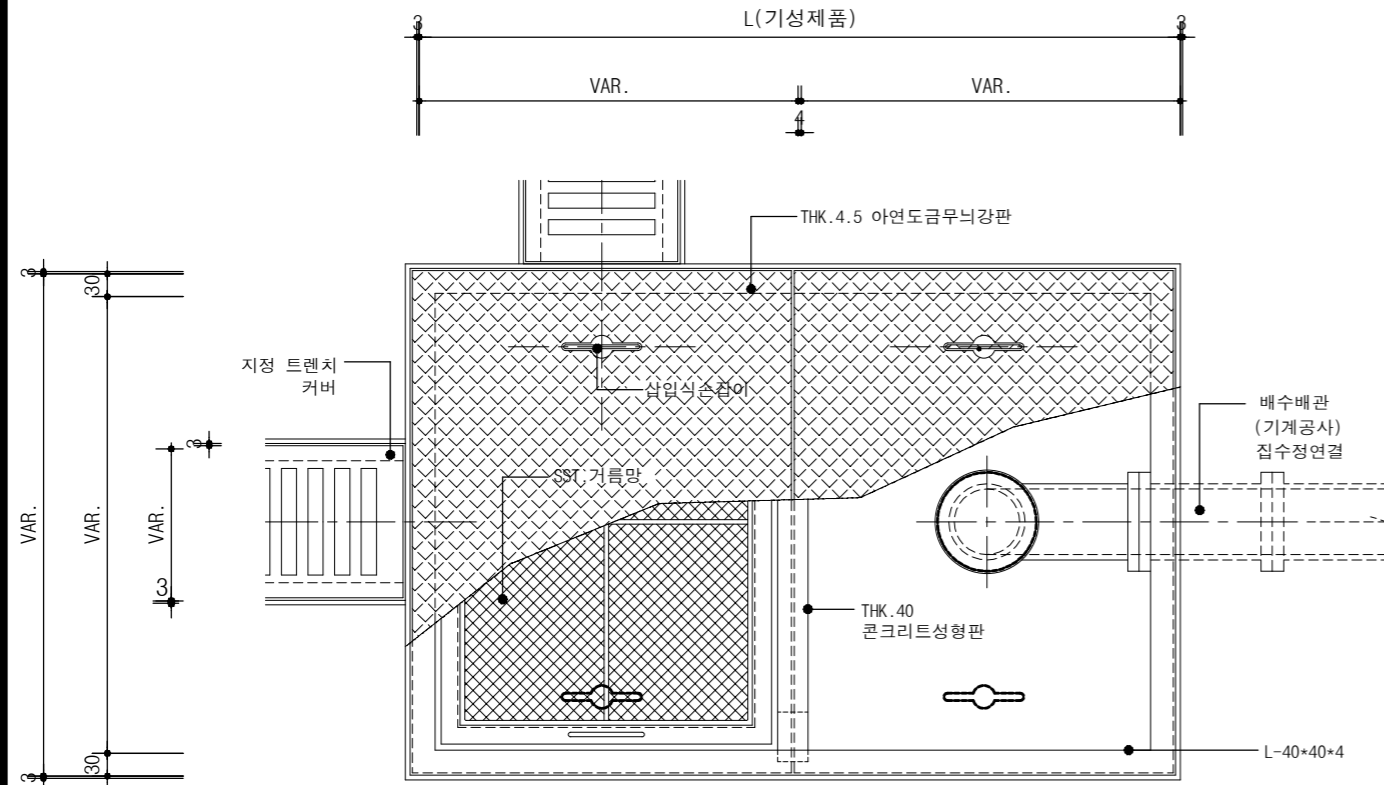 3
L(기성제품)
3
VAR.
VAR.
4
THK.4.5 아연도금무늬강판
3
30
지정 트렌치
커버
삽입식손잡이
배수배관
(기계공사)
집수정연결
3
SST.거름망
VAR.
VAR.
VAR.
3
THK.40
콘크리트성형판
L-40*40*4
30
3